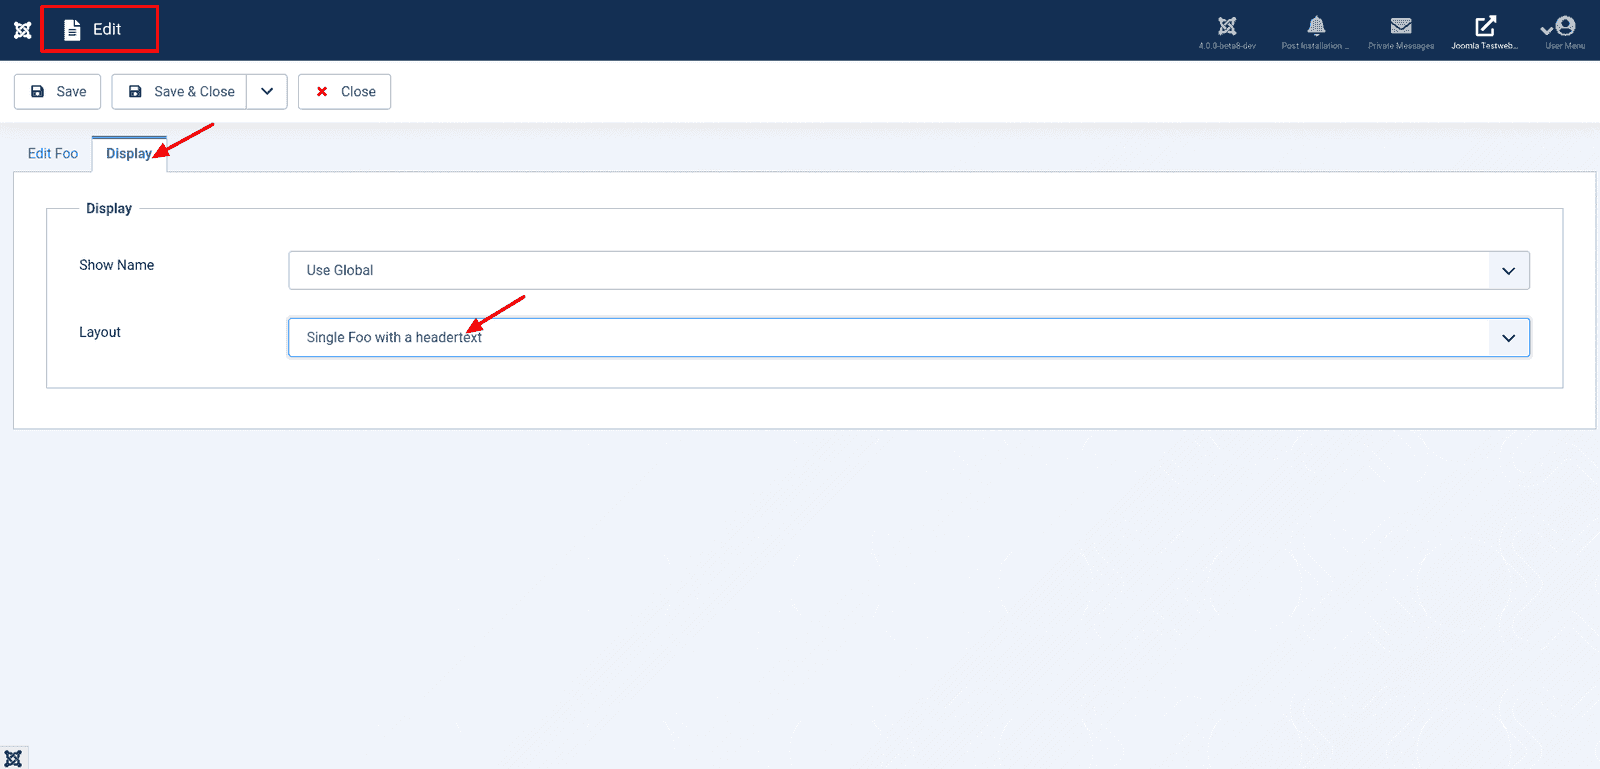 Edit
4.0.0-beta8-dev
Post Installation ...
Private Messages
Joomla Testweb...
User Menu
Save
Save & Close
Close
Edit Foo
Display
Display
Show Name
Use Global
Layout
Single Foo with a headertext